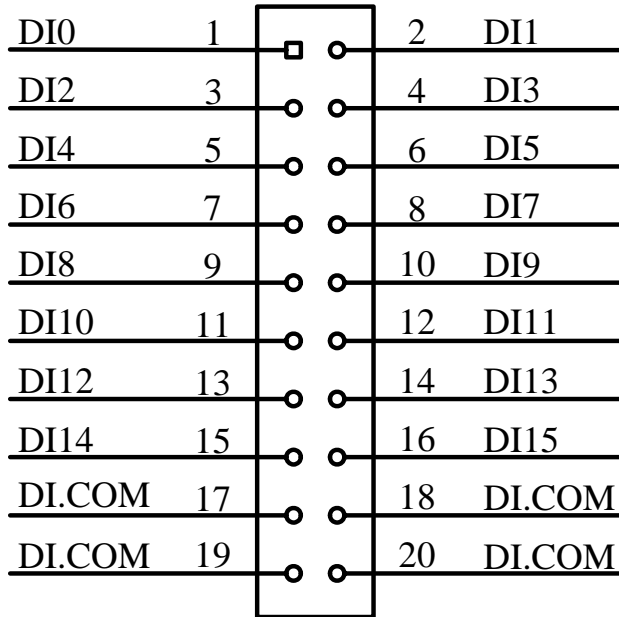 DI0 1 2 DI1
DI2 3 4 DI3
DI4 5 6 DI5
DI6 7 8 DI7
DI8 9 10 DI9
DI10 11 12 DI11
DI12 13 14 DI13
DI14 15 16 DI15
DI.COM 17 18 DI.COM
DI.COM 19 20 DI.COM